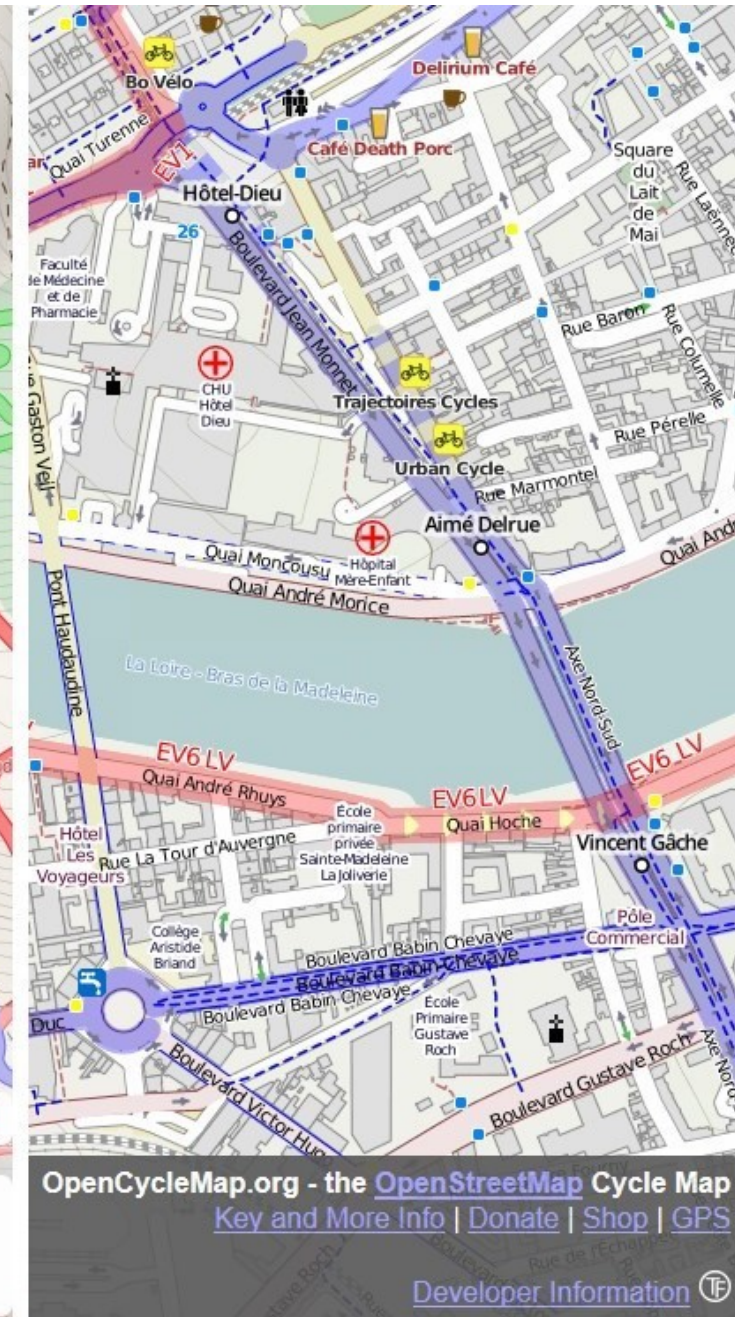 Bo Vélo
Delirium Café
Quai Turenne
Café Death Porc
EV1
Square
du
Lait
de
Mai
Hôtel-Dieu
26
Faculté
de Médecine
et de
Pharmacie
Boulevard Jean Monnet
Rue Baron
Rue Columelle
CHU
Hôtel
Dieu
Trajectoires Cycles
Rue Pérelle
Urban Cycle
Rue Marmontel
Aimé Delrue
Quai Moncousu
Hôpital
Mère-Enfant
Quai André Morice
Pont Haudaudine
La Loire - Bras de la Madeleine
Axe Nord-Sud
EV6 LV
EV6 LV
Quai André Rhuys
EV6 LV
Quai Hoche
École
primaire
privée
Sainte-Madeleine
La Joliverie
Hôtel
Les
Voyageurs
Rue La Tour d'Auvergne
Vincent Gâche
Collège
Aristide
Briand
Pôle
Commercial
Boulevard Babin Chevaye
Boulevard Babin Chevaye
Boulevard Babin Chevaye
École
Primaire
Gustave
Roch
Duc
Boulevard Victor Hug
Boulevard Gustave Roch
Axe Nord
OpenCycleMap.org - the OpenStreetMap Cycle Map
Key and More Info | Donate | Shop | GPS
Developer Information